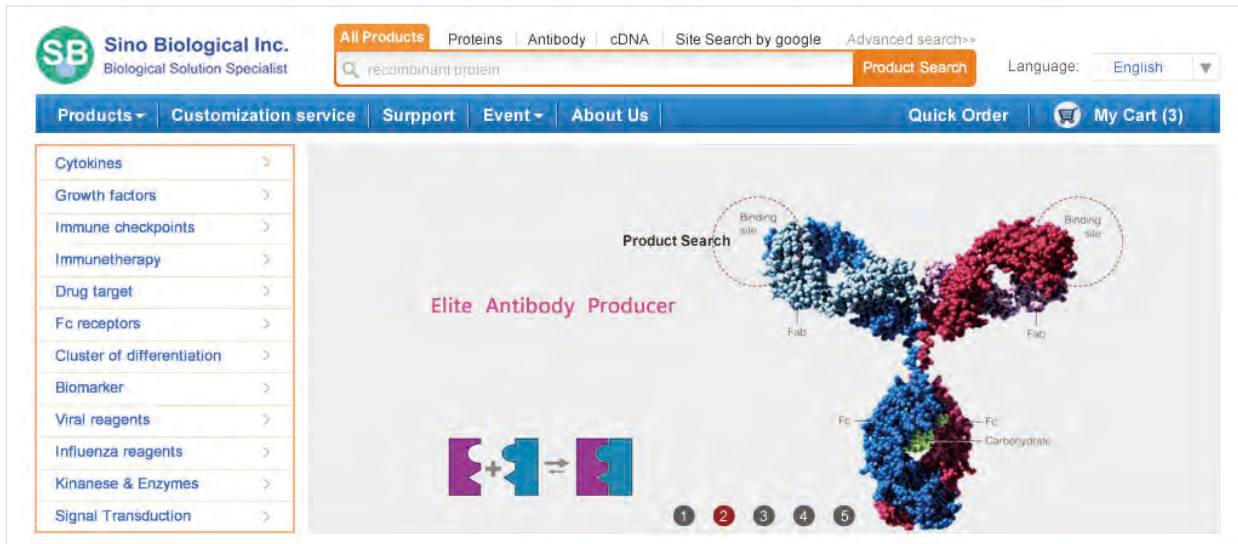 SB
Sino Biological Inc.
Biological Solution Specialist
All Products Proteins Antibody cDNA Site Search by google Advanced search>>
recombinant protein Product Search
Language: English
Products Customization service Surpport Event About Us Quick Order My Cart (3)
Cytokines
Growth factors
Immune checkpoints
Immunetherapy
Drug target
Fc receptors
Cluster of differentiation
Biomarker
Viral reagents
Influenza reagents
Kinanese & Enzymes
Signal Transduction
Product Search
Elite Antibody Producer
Binding
site
Binding
site
Fab
Fab
Fc
Fc
Carbohydrate
+
1 2 3 4 5